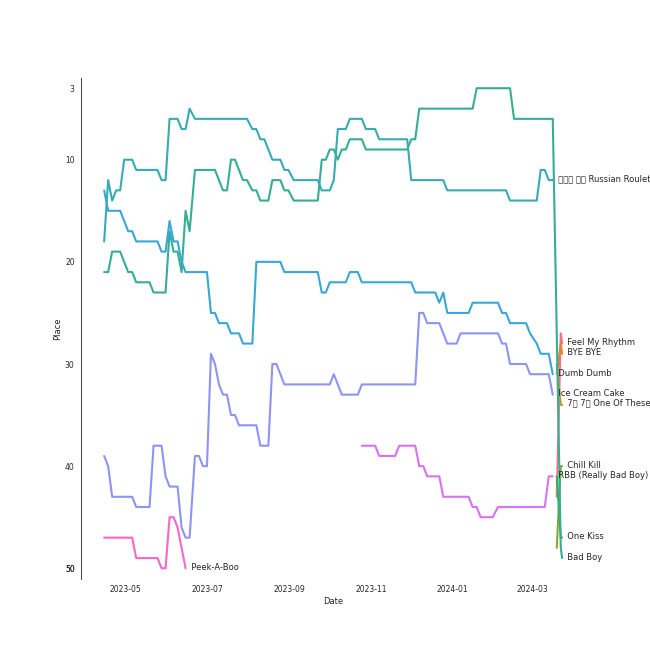 3
10
20
30
40
50
Place
2023-05
2023-07
2023-09
2023-11
2024-01
2024-03
Date
Russian Roulet
Feel My Rhythm
BYE BYE
Dumb Dumb
Ice Cream Cake
7 7 One Of These
Chill Kill
RBB (Really Bad Boy)
One Kiss
Bad Boy
Peek-A-Boo